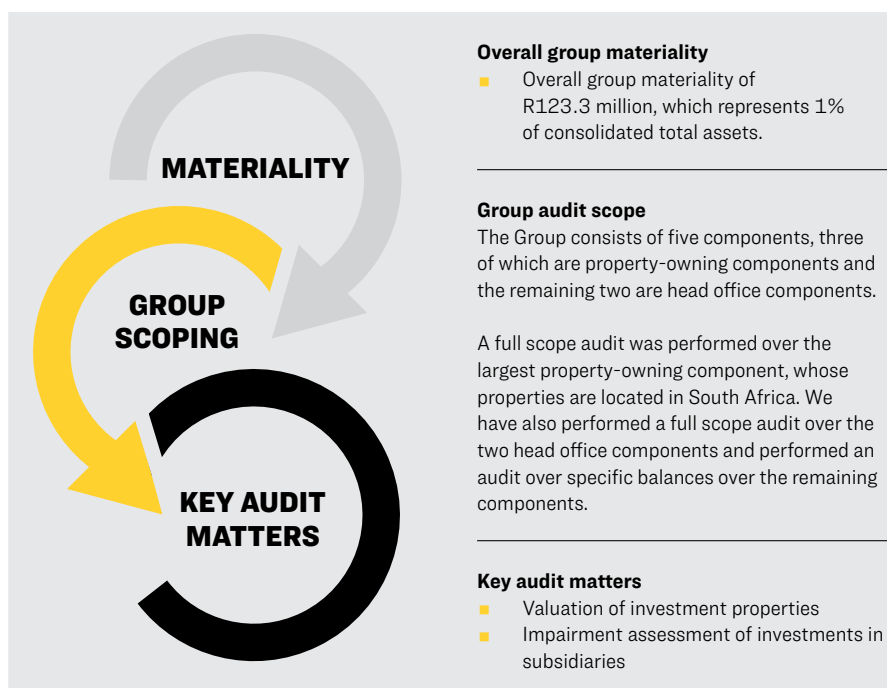 MATERIALITY
GROUP
SCOPING
KEY AUDIT
MATTERS
Overall group materiality
Overall group materiality of
R123.3 million, which represents 1%
of consolidated total assets.
Group audit scope
The Group consists of five components, three
of which are property-owning components and
the remaining two are head office components.
A full scope audit was performed over the
largest property-owning component, whose
properties are located in South Africa. We
have also performed a full scope audit over the
two head office components and performed an
audit over specific balances over the remaining
components.
Key audit matters
Valuation of investment properties
Impairment assessment of investments in
subsidiaries